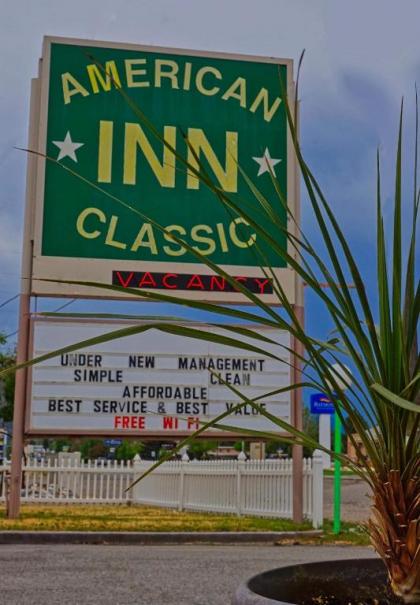 AMERICAN
INN
CLASSIC
VACANCY
UNDER NEW MANAGEMENT
SIMPLE CLEAN
AFFORDABLE
BEST SERVICE & BEST VALUE
FREE WI FI